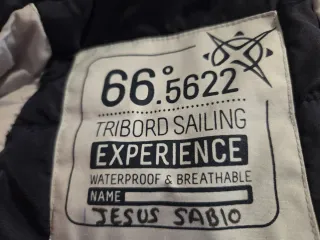 66.°5622
TRIBORD SAILING
EXPERIENCE
WATERPROOF & BREATHABLE
NAME
JESUS SABIO